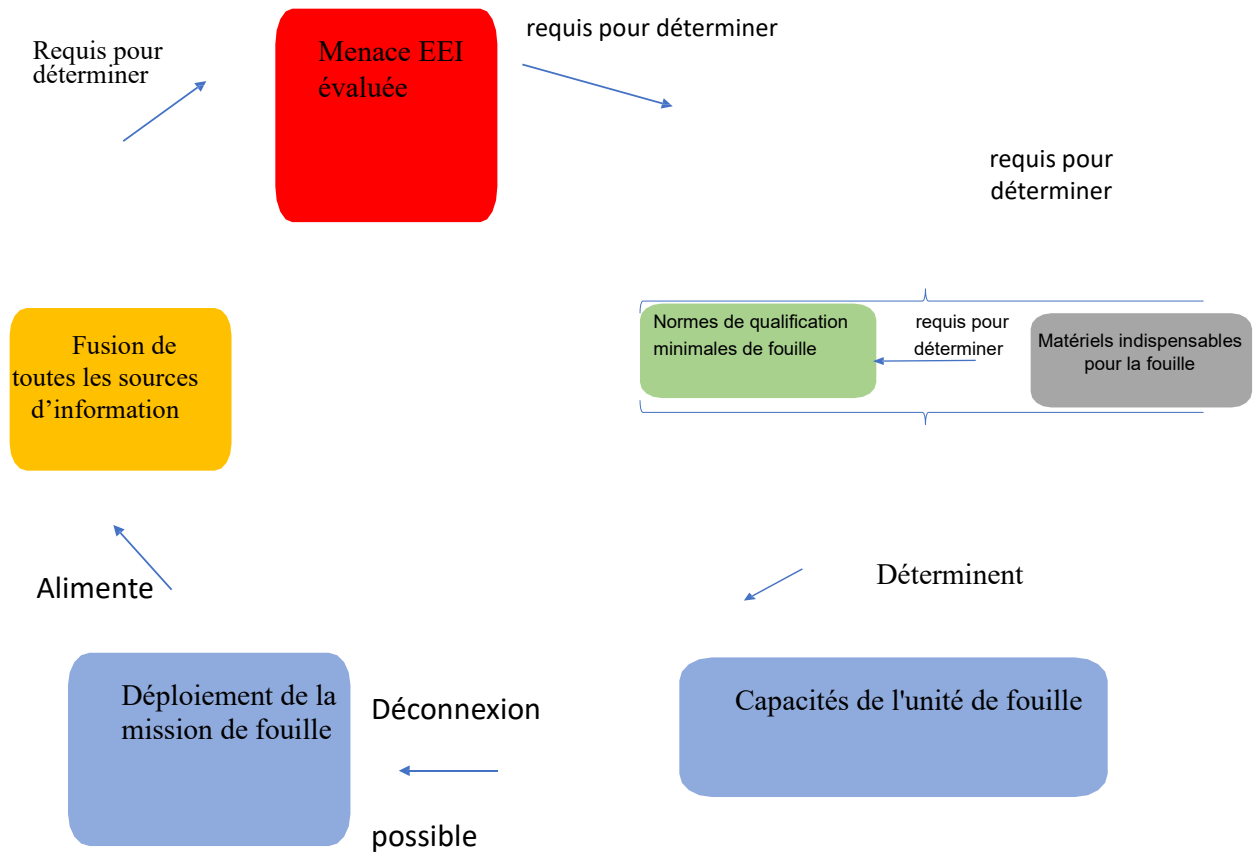 Requis pour
déterminer
Menace EEI
évaluée
requis pour déterminer
requis pour
déterminer
Fusion de
toutes les sources
d’information
Normes de qualification
minimales de fouille
requis pour
déterminer
Matériels indispensables
pour la fouille
Alimente
Déterminent
Déploiement de la
mission de fouille
Déconnexion
possible
Capacités de l'unité de fouille